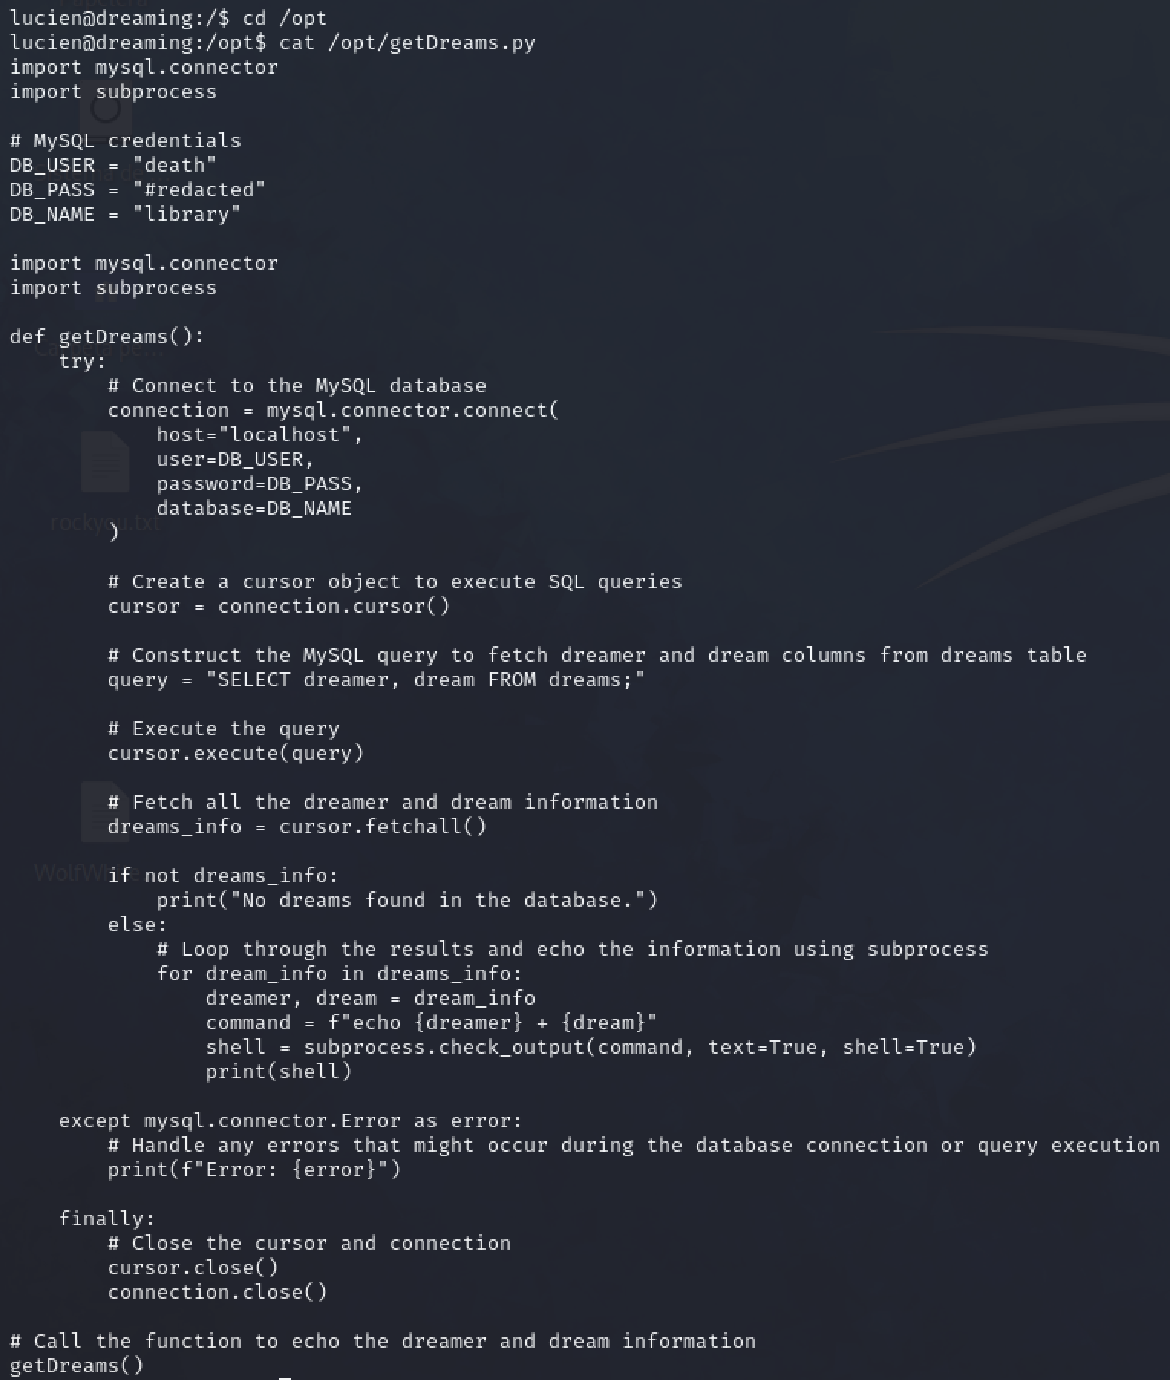 lucien@dreaming:/$ cd /opt
lucien@dreaming:/opt$ cat /opt/getDreams.py
import mysql.connector
import subprocess

# MySQL credentials
DB_USER = "death"
DB_PASS = "#redacted"
DB_NAME = "library"

import mysql.connector
import subprocess

def getDreams():
    try:
        # Connect to the MySQL database
        connection = mysql.connector.connect(
            host="localhost",
            user=DB_USER,
            password=DB_PASS,
            database=DB_NAME
        )

        # Create a cursor object to execute SQL queries
        cursor = connection.cursor()

        # Construct the MySQL query to fetch dreamer and dream columns from dreams table
        query = "SELECT dreamer, dream FROM dreams;"

        # Execute the query
        cursor.execute(query)

        # Fetch all the dreamer and dream information
        dreams_info = cursor.fetchall()

        if not dreams_info:
            print("No dreams found in the database.")
        else:
            # Loop through the results and echo the information using subprocess
            for dream_info in dreams_info:
                dreamer, dream = dream_info
                command = f"echo {dreamer} + {dream}"
                shell = subprocess.check_output(command, text=True, shell=True)
                print(shell)

    except mysql.connector.Error as error:
        # Handle any errors that might occur during the database connection or query execution
        print(f"Error: {error}")

    finally:
        # Close the cursor and connection
        cursor.close()
        connection.close()

# Call the function to echo the dreamer and dream information
getDreams()
rockyou.txt